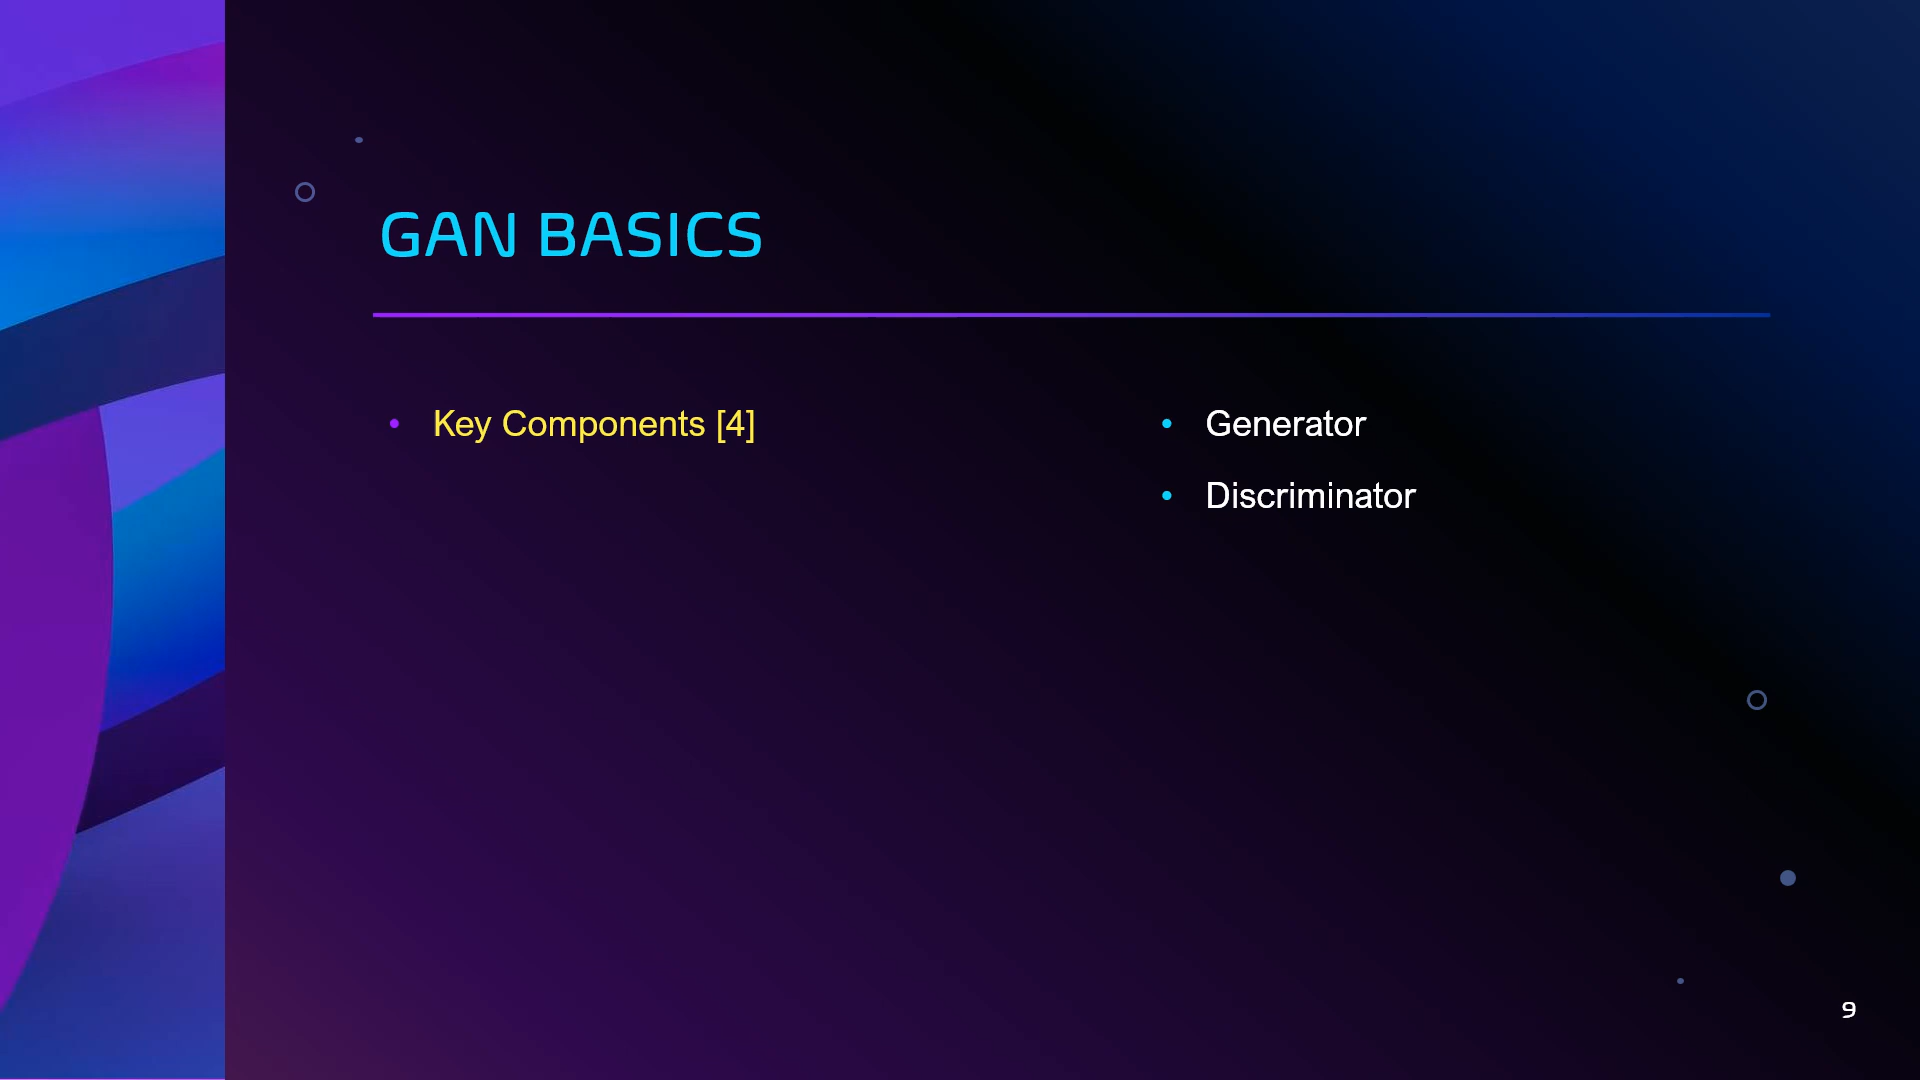 GAN BASICS
Key Components [4]
Generator
Discriminator
9